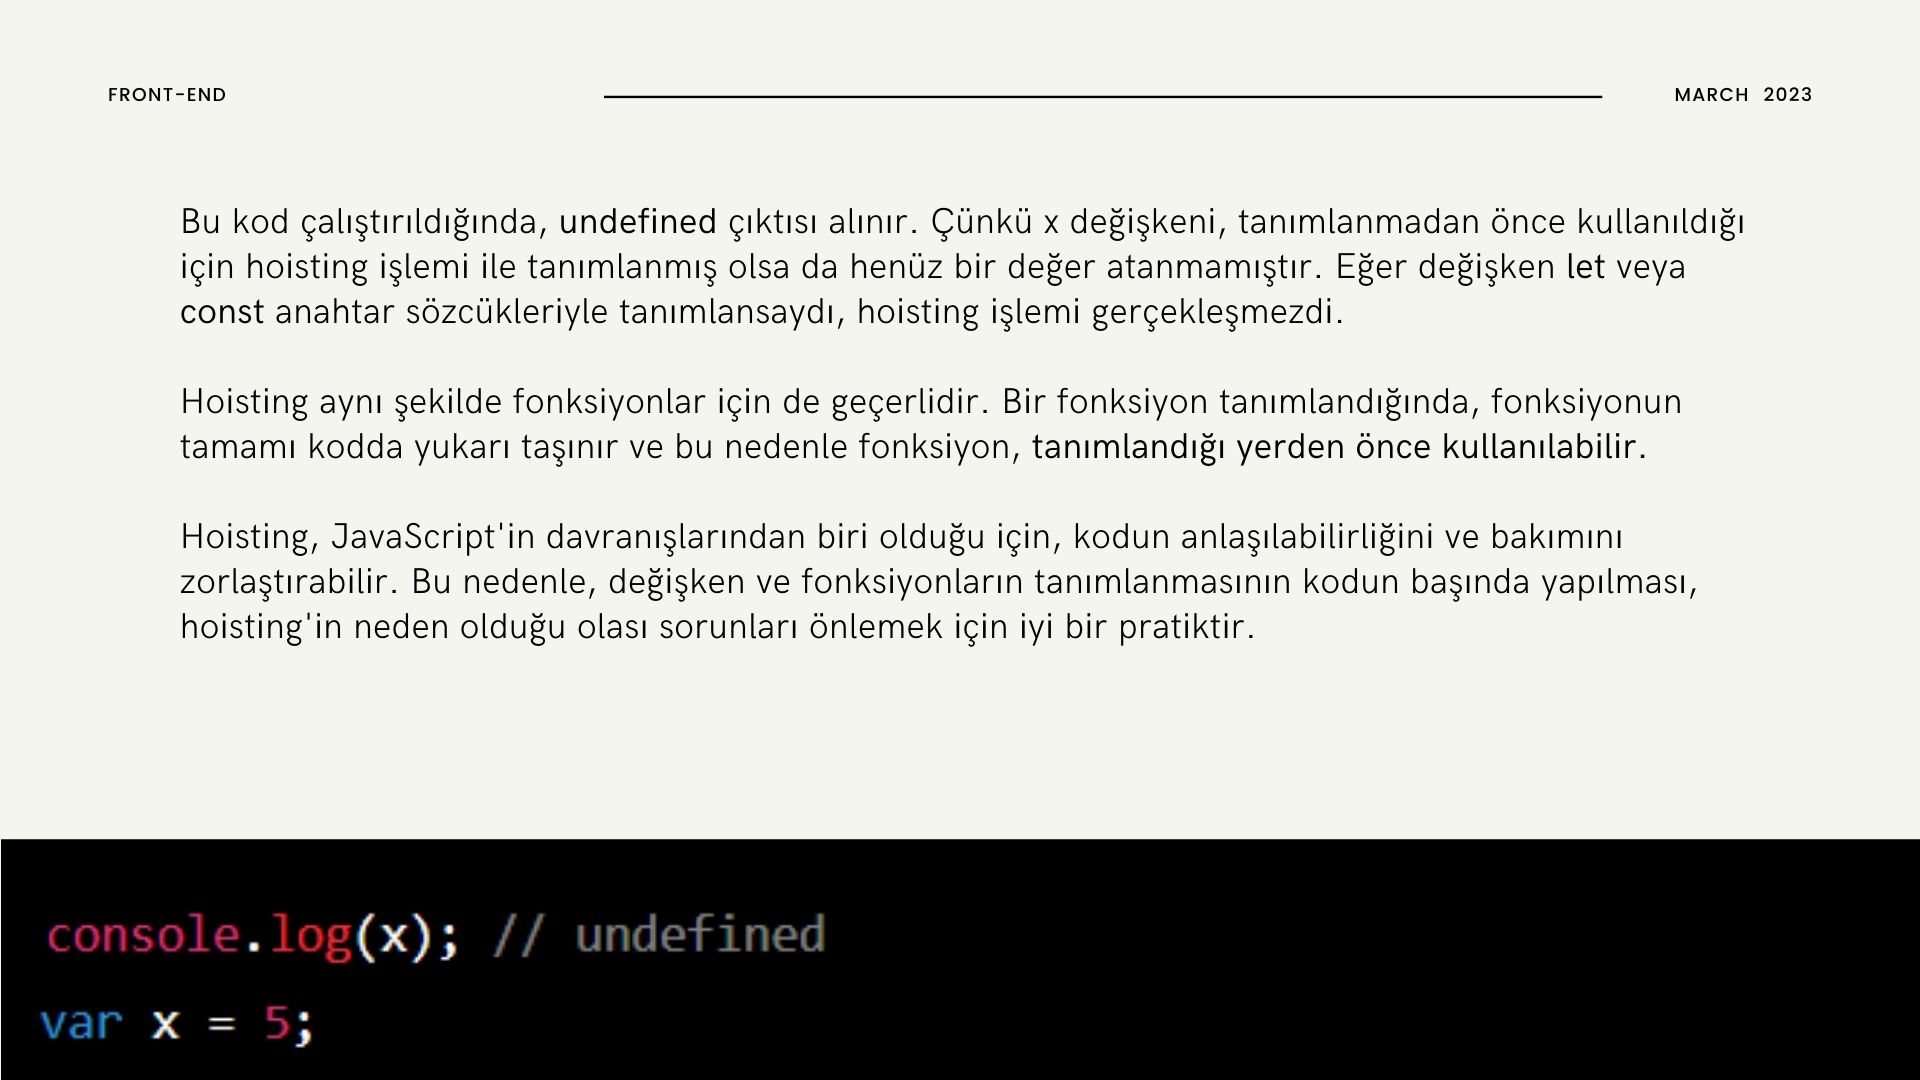 FRONT-END
MARCH 2023
Bu kod çalıştırıldığında, undefined çıktısı alınır. Çünkü x değişkeni, tanımlanmadan önce kullanıldığı
için hoisting işlemi ile tanımlanmış olsa da henüz bir değer atanmamıştır. Eğer değişken let veya
const anahtar sözcükleriyle tanımlansaydı, hoisting işlemi gerçekleşmezdi.
Hoisting aynı şekilde fonksiyonlar için de geçerlidir. Bir fonksiyon tanımlandığında, fonksiyonun
tamamı kodda yukarı taşınır ve bu nedenle fonksiyon, tanımlandığı yerden önce kullanılabilir.
Hoisting, JavaScript'in davranışlarından biri olduğu için, kodun anlaşılabilirliğini ve bakımını
zorlaştırabilir. Bu nedenle, değişken ve fonksiyonların tanımlanmasının kodun başında yapılması,
hoisting'in neden olduğu olası sorunları önlemek için iyi bir pratiktir.
console.log(x); // undefined
var x = 5;